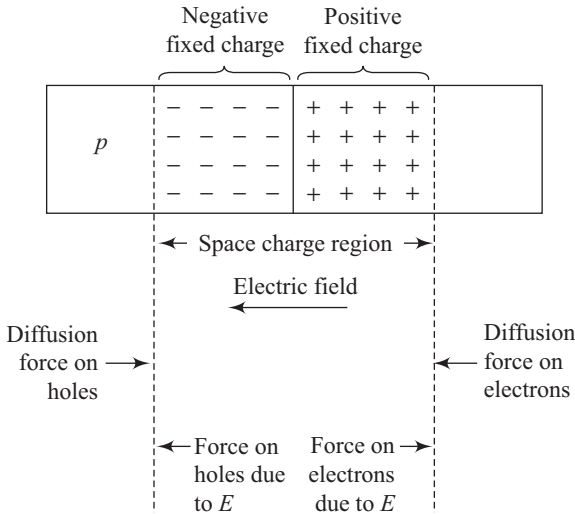 Negative
fixed charge
Positive
fixed charge
p
− − − − + + + +
− − − − + + + +
− − − − + + + +
− − − − + + + +
Space charge region
Electric field
Diffusion
force on
holes
Diffusion
force on
electrons
Force on
holes due
to E
Force on
electrons
due to E